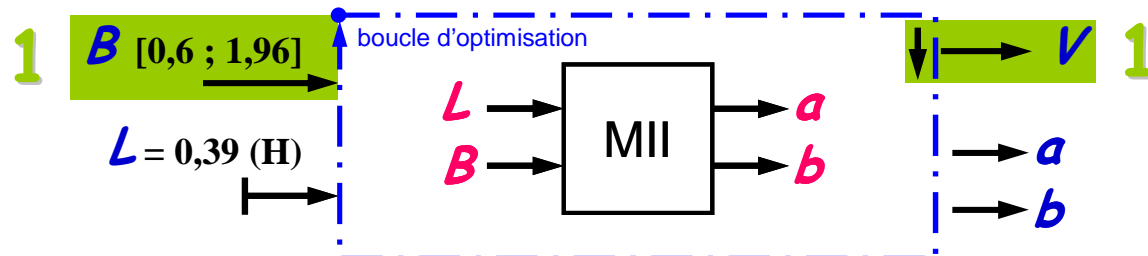 1 B [0,6 ; 1,96] boucle d'optimisation V 1
L a
MII
L = 0,39 (H) a
B b
b